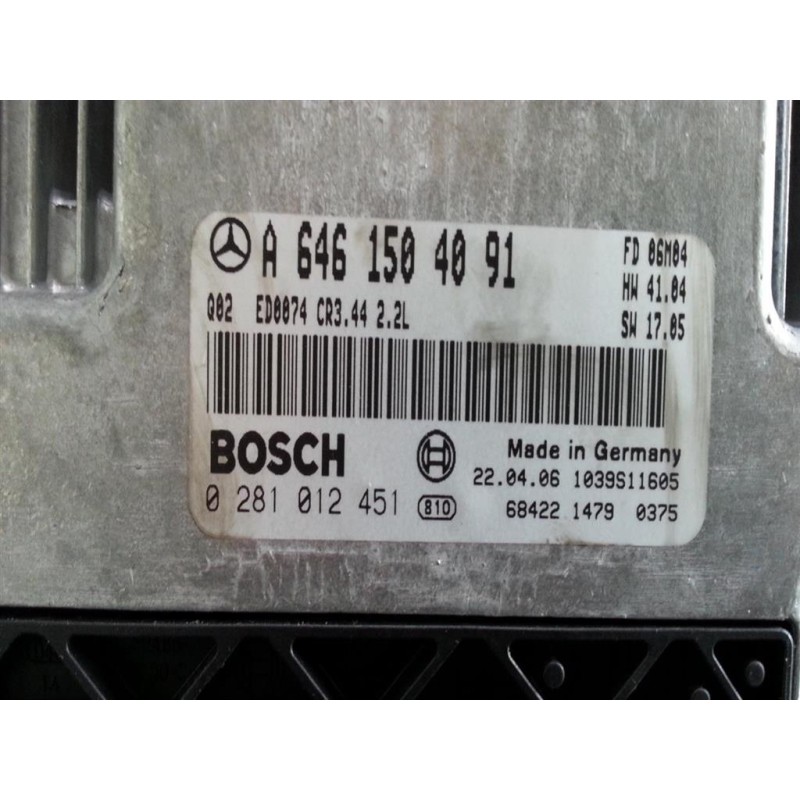 A 646 150 40 91
FD 06M04
HW 41.04
Q02 ED0074 CR3.44 2.2L
SW 17.05
BOSCH
Made in Germany
22.04.06 1039S11605
0 281 012 451 810
68422 1479 0375